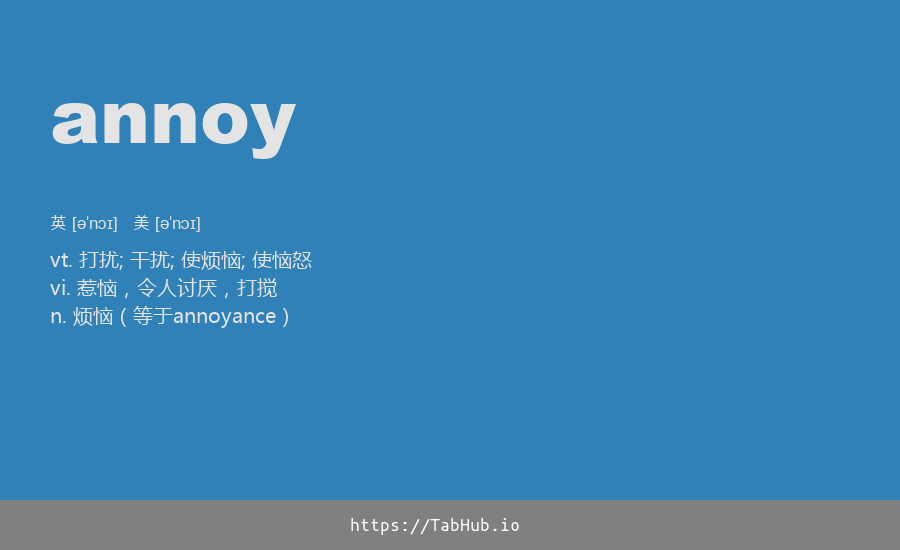 annoy
英 [ə'nɔɪ] 美 [ə'nɔɪ]
vt. 打扰; 干扰; 使烦恼; 使恼怒
vi. 惹恼，令人讨厌，打搅
n. 烦恼（等于annoyance）
https://TabHub.io